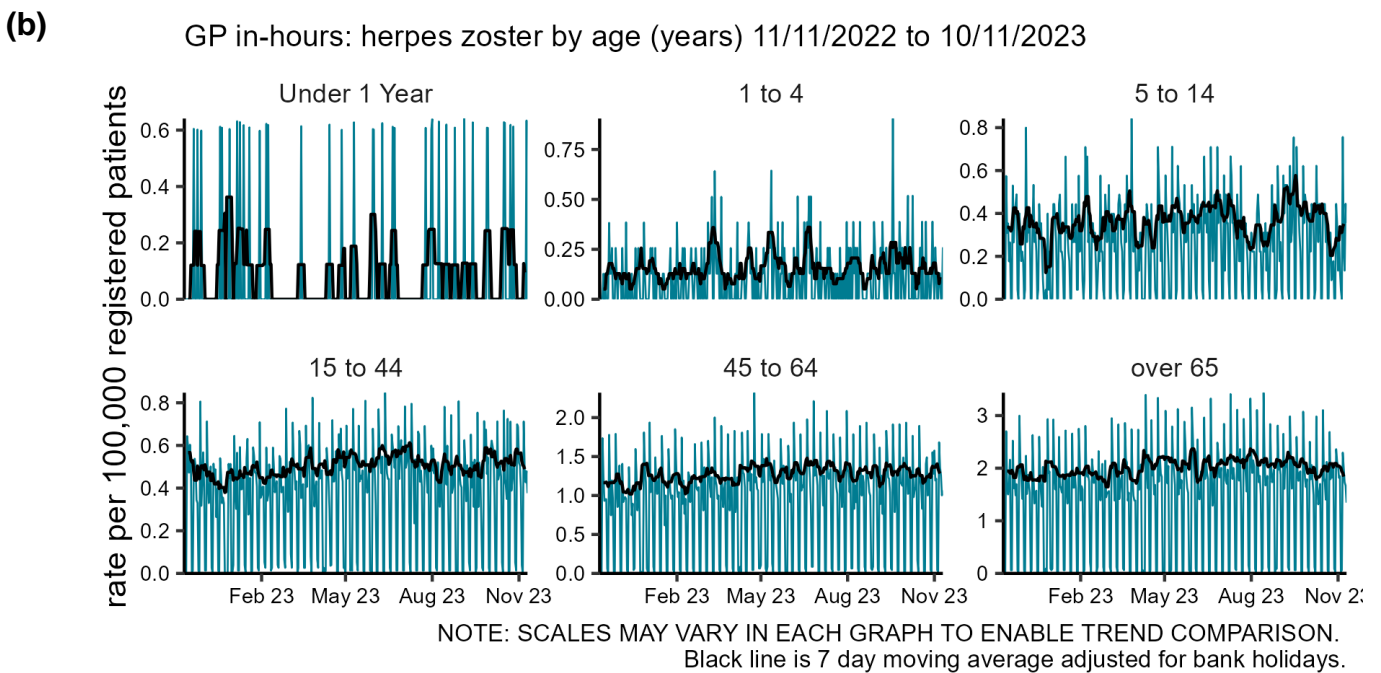 (b)
GP in-hours: herpes zoster by age (years) 11/11/2022 to 10/11/2023
rate per 100,000 registered patients
Under 1 Year
0.6
0.4
0.2
0.0
1 to 4
0.75
0.50
0.25
0.00
5 to 14
0.8
0.6
0.4
0.2
0.0
15 to 44
0.8
0.6
0.4
0.2
0.0
Feb 23 May 23 Aug 23 Nov 23
45 to 64
2.0
1.5
1.0
0.5
0.0
Feb 23 May 23 Aug 23 Nov 23
over 65
3
2
1
0
Feb 23 May 23 Aug 23 Nov 2
NOTE: SCALES MAY VARY IN EACH GRAPH TO ENABLE TREND COMPARISON.
Black line is 7 day moving average adjusted for bank holidays.